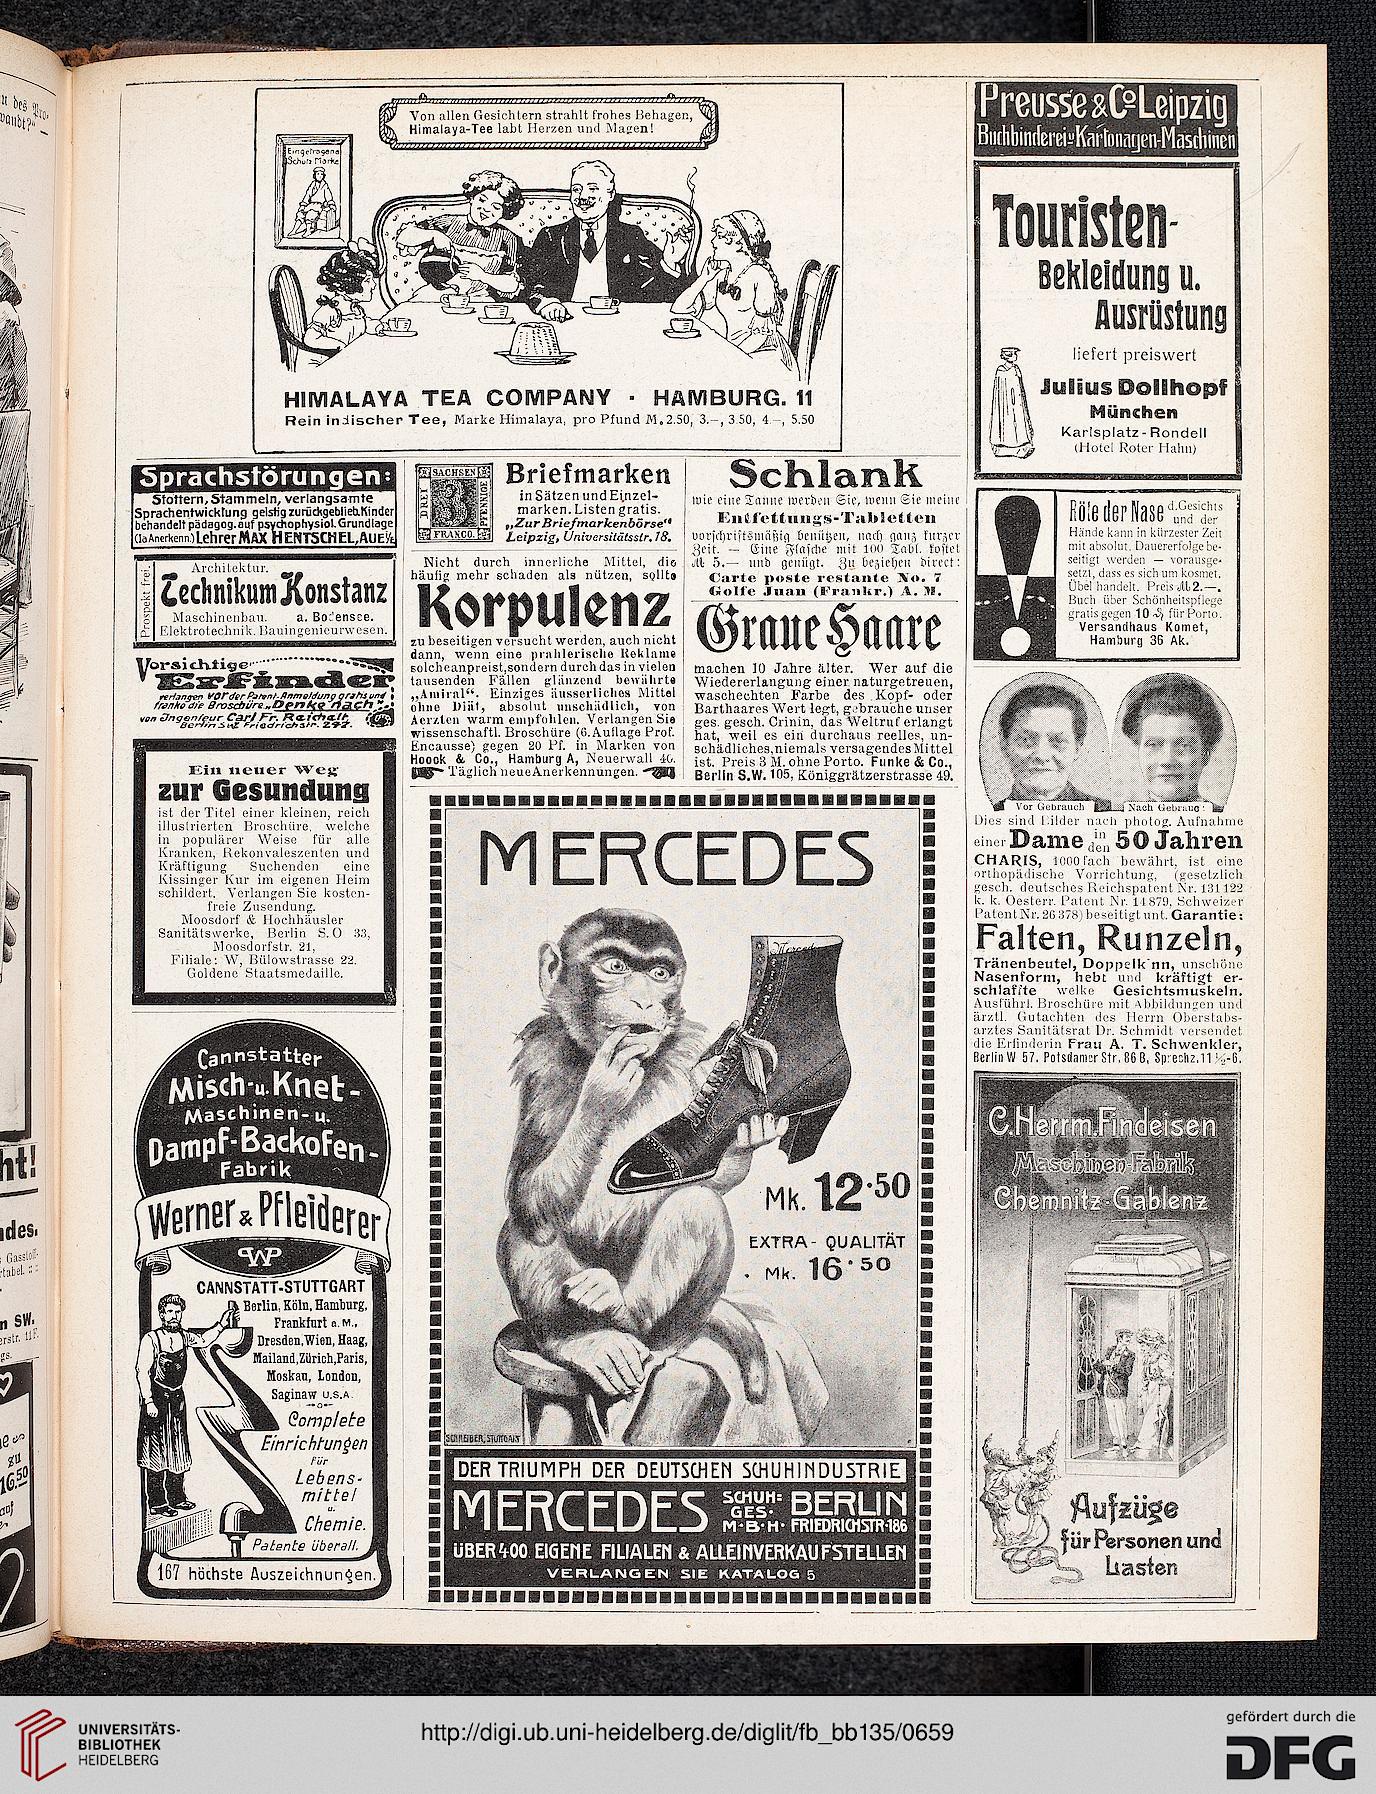 Von allen Gesichtern strahlt frohes Behagen,
Himalaya-Tee labt Herzen und Magen!
Eingetragene
Schutz Marke
HIMALAYA TEA COMPANY · HAMBURG. 11
Rein indischer Tee, Marke Himalaya, pro Pfund M. 2.50, 3.—, 3.50, 4.—, 5.50
Preusse & Co Leipzig
Buchbinderei- u. Kartonagen-Maschinen
Touristen-
Bekleidung u.
Ausrüstung
liefert preiswert
Julius Dollhopf
München
Karlsplatz-Rondell
(Hotel Roter Hahn)
Sprachstörungen:
Stottern, Stammeln, verlangsamte
Sprachentwicklung geistig zurückgeblieb. Kinder
behandelt pädagog. auf psychophysiol. Grundlage
(1a Anerkenn.) Lehrer MAX HENTSCHEL, AUE
Prospekt frei.
Architektur.
Technikum Konstanz
Maschinenbau. a. Bodensee.
Elektrotechnik. Bauingenieurwesen.
Vorsichtige
Erfinder
verlangen vor der Patent-Anmeldung gratis und
franko die Broschüre „Denke nach"
von Ingenieur Carl Fr. Reichelt,
Berlin SW Friedrichstr.
Ein neuer Weg
zur Gesundung
ist der Titel einer kleinen, reich
illustrierten Broschüre, welche
in populärer Weise für alle
Kranken, Rekonvaleszenten und
Kräftigung Suchenden eine
Kissinger Kur im eigenen Heim
schildert. Verlangen Sie kosten-
freie Zusendung.
Moosdorf & Hochhäusler
Sanitätswerke, Berlin S.O 33,
Moosdorfstr. 21,
Filiale: W, Bülowstrasse 22.
Goldene Staatsmedaille.
Cannstatter
Misch- u. Knet-
Maschinen- u.
Dampf-Backofen-
Fabrik
Werner & Pfleiderer
WP
CANNSTATT-STUTTGART
Berlin, Köln, Hamburg,
Frankfurt a. M.,
Dresden, Wien, Haag,
Mailand, Zürich, Paris,
Moskau, London,
Saginaw U.S.A.
Complete
Einrichtungen
für
Lebens-
mittel
u.
Chemie.
Patente überall.
167 höchste Auszeichnungen.
SACHSEN
DREI
3
PFENNIGE
FRANCO.
Briefmarken
in Sätzen und Einzel-
marken. Listen gratis.
„Zur Briefmarkenbörse"
Leipzig, Universitätsstr. 18.
Nicht durch innerliche Mittel, die
häufig mehr schaden als nützen, sollte
Korpulenz
zu beseitigen versucht werden, auch nicht
dann, wenn eine prahlerische Reklame
solche anpreist, sondern durch das in vielen
tausenden Fällen glänzend bewährte
„Amiral". Einziges äusserliches Mittel
ohne Diät, absolut unschädlich, von
Aerzten warm empfohlen. Verlangen Sie
wissenschaftl. Broschüre (6. Auflage Prof.
Encausse) gegen 20 Pf. in Marken von
Hoock & Co., Hamburg A, Neuerwall 40.
Täglich neue Anerkennungen.
Schlank
wie eine Tanne werden Sie, wenn Sie meine
Entfettungs-Tabletten
vorschriftsmäßig benützen, nach ganz kurzer
Zeit. — Eine Flasche mit 100 Tabl. kostet
M 5.— und genügt. Zu beziehen direct:
Carte poste restante No. 7
Golfe Juan (Frankr.) A. M.
Graue Haare
machen 10 Jahre älter. Wer auf die
Wiedererlangung einer naturgetreuen,
waschechten Farbe des Kopf- oder
Barthaares Wert legt, gebrauche unser
ges. gesch. Crinin, das Weltruf erlangt
hat, weil es ein durchaus reelles, un-
schädliches, niemals versagendes Mittel
ist. Preis 3 M. ohne Porto. Funke & Co.,
Berlin S.W. 105, Königgrätzerstrasse 49.
MERCEDES
Mercedes
Mk. 12·50
EXTRA-QUALITÄT
Mk. 16·50
SCHREIBER, STUTTGART
DER TRIUMPH DER DEUTSCHEN SCHUHINDUSTRIE
MERCEDES SCHUH-GES. M·B·H· BERLIN FRIEDRICHSTR·186
ÜBER 400 EIGENE FILIALEN & ALLEINVERKAUFSTELLEN
VERLANGEN SIE KATALOG 5
Röte der Nase d. Gesichts
und der
Hände kann in kürzester Zeit
mit absolut. Dauererfolge be-
seitigt werden — vorausge-
setzt, dass es sich um kosmet.
Übel handelt. Preis M 2.—.
Buch über Schönheitspflege
gratis gegen 10 ₰ für Porto.
Versandhaus Komet,
Hamburg 36 Ak.
Vor Gebrauch
Nach Gebrauch
Dies sind Bilder nach photog. Aufnahme
einer Dame in den 50 Jahren
CHARIS, 1000fach bewährt, ist eine
orthopädische Vorrichtung, (gesetzlich
gesch. deutsches Reichspatent Nr. 131 122
k. k. Oesterr. Patent Nr. 14 879, Schweizer
Patent Nr. 26 378) beseitigt unt. Garantie:
Falten, Runzeln,
Tränenbeutel, Doppelkinn, unschöne
Nasenform, hebt und kräftigt er-
schlaffte welke Gesichtsmuskeln.
Ausführl. Broschüre mit Abbildungen und
ärztl. Gutachten des Herrn Oberstabs-
arztes Sanitätsrat Dr. Schmidt versendet
die Erfinderin Frau A. T. Schwenkler,
Berlin W 57. Potsdamer Str. 86 B, Sprechz. 11½-6.
C. Herrm. Findeisen
Maschinen-Fabrik
Chemnitz-Gablenz
Aufzüge
für Personen und
Lasten
UNIVERSITÄTS-
BIBLIOTHEK
HEIDELBERG
http://digi.ub.uni-heidelberg.de/diglit/fb_bb135/0659
gefördert durch die
DFG